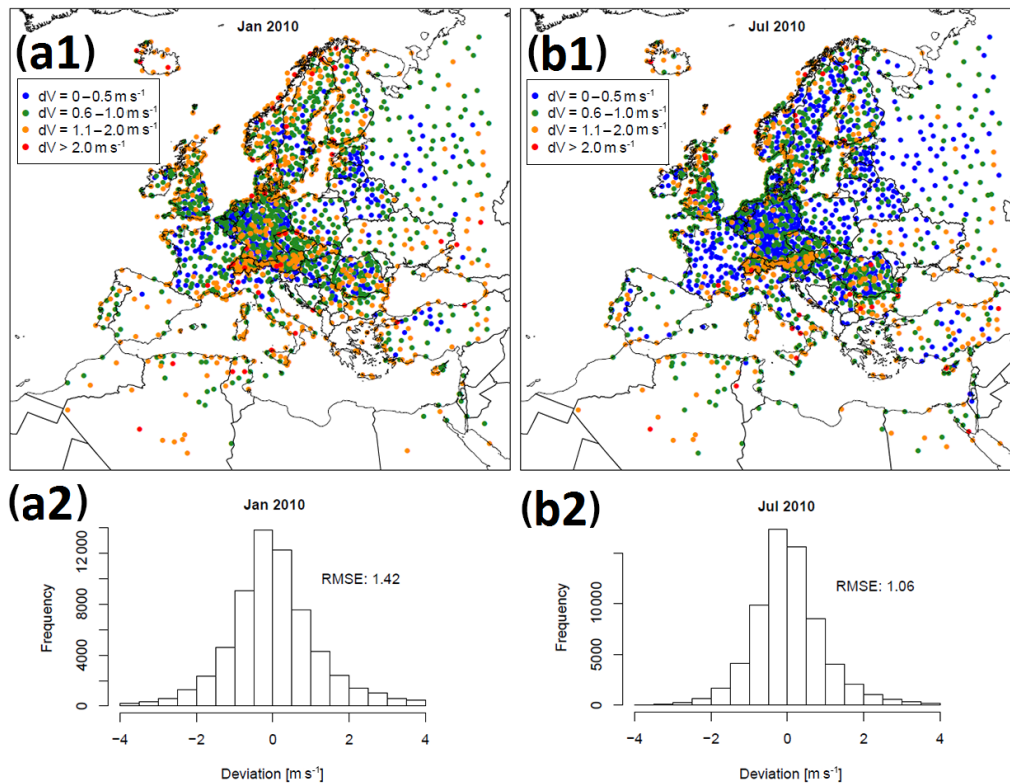 (a1)
Jan 2010
dV = 0–0.5 m s⁻¹
dV = 0.6–1.0 m s⁻¹
dV = 1.1–2.0 m s⁻¹
dV > 2.0 m s⁻¹
(b1)
Jul 2010
dV = 0–0.5 m s⁻¹
dV = 0.6–1.0 m s⁻¹
dV = 1.1–2.0 m s⁻¹
dV > 2.0 m s⁻¹
(a2)
Jan 2010
RMSE: 1.42
Frequency
12000
8000
4000
0
−4 −2 0 2 4
Deviation [m s⁻¹]
(b2)
Jul 2010
RMSE: 1.06
Frequency
10000
5000
0
−4 −2 0 2 4
Deviation [m s⁻¹]